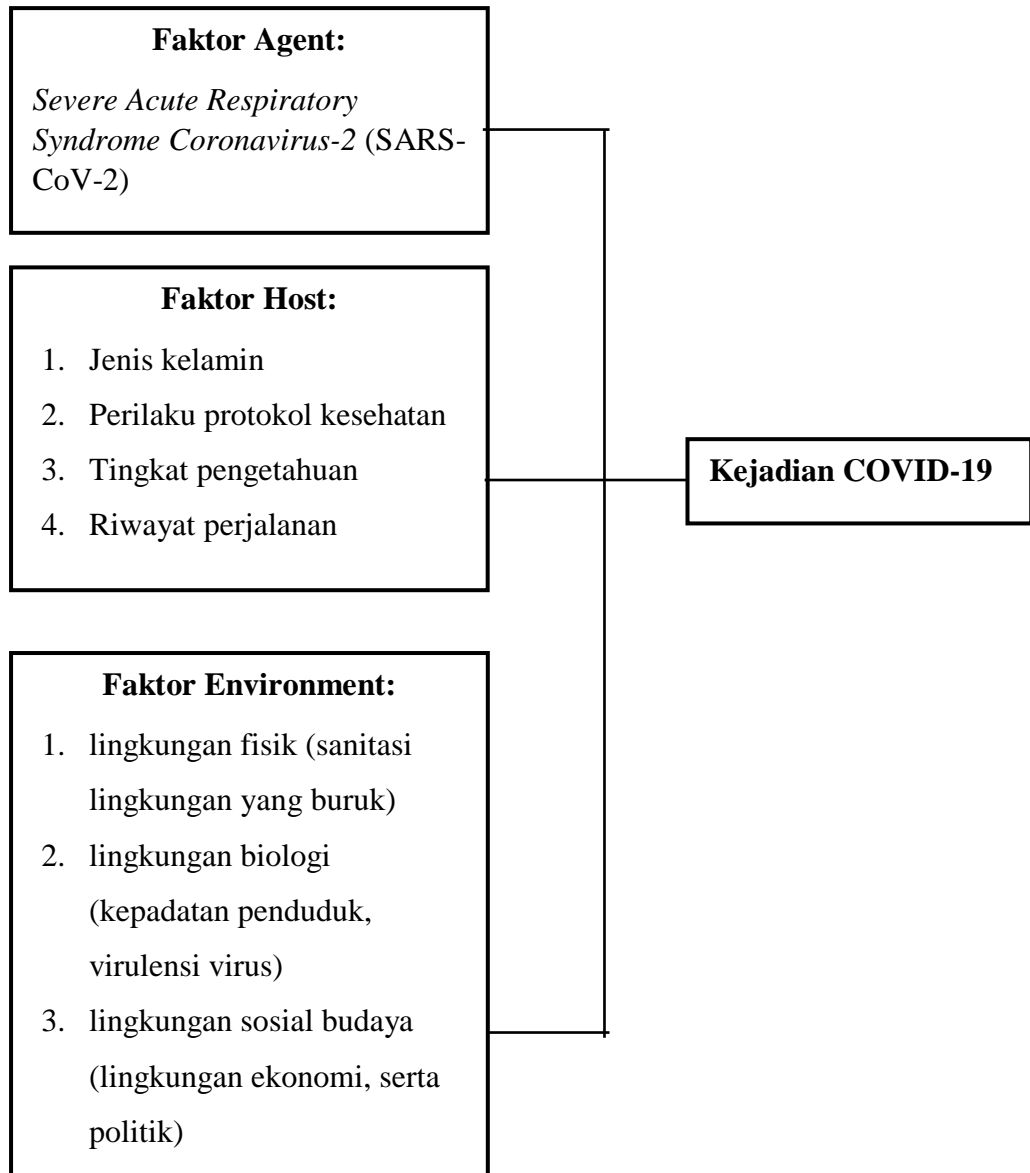 Faktor Agent:
Severe Acute Respiratory
Syndrome Coronavirus-2 (SARS-
CoV-2)
Faktor Host:
1. Jenis kelamin
2. Perilaku protokol kesehatan
3. Tingkat pengetahuan
4. Riwayat perjalanan
Kejadian COVID-19
Faktor Environment:
1. lingkungan fisik (sanitasi
lingkungan yang buruk)
2. lingkungan biologi
(kepadatan penduduk,
virulensi virus)
3. lingkungan sosial budaya
(lingkungan ekonomi, serta
politik)